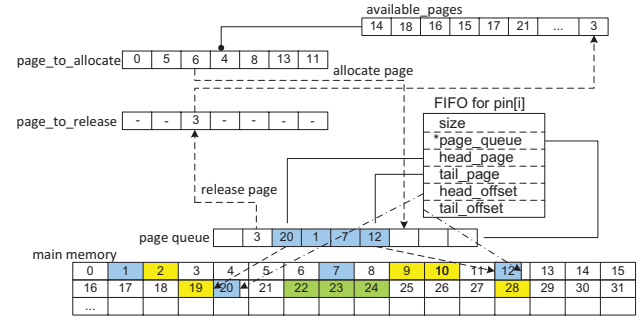 available_pages
14 18 16 15 17 21 ... 3
page_to_allocate 0 5 6 4 8 13 11
allocate page
FIFO for pin[i]
page_to_release - - 3 - - - -
size
*page_queue
head_page
tail_page
head_offset
tail_offset
release page
page queue 3 20 1 7 12
main memory
0 1 2 3 4 5 6 7 8 9 10 11 12 13 14 15
16 17 18 19 20 21 22 23 24 25 26 27 28 29 30 31
...